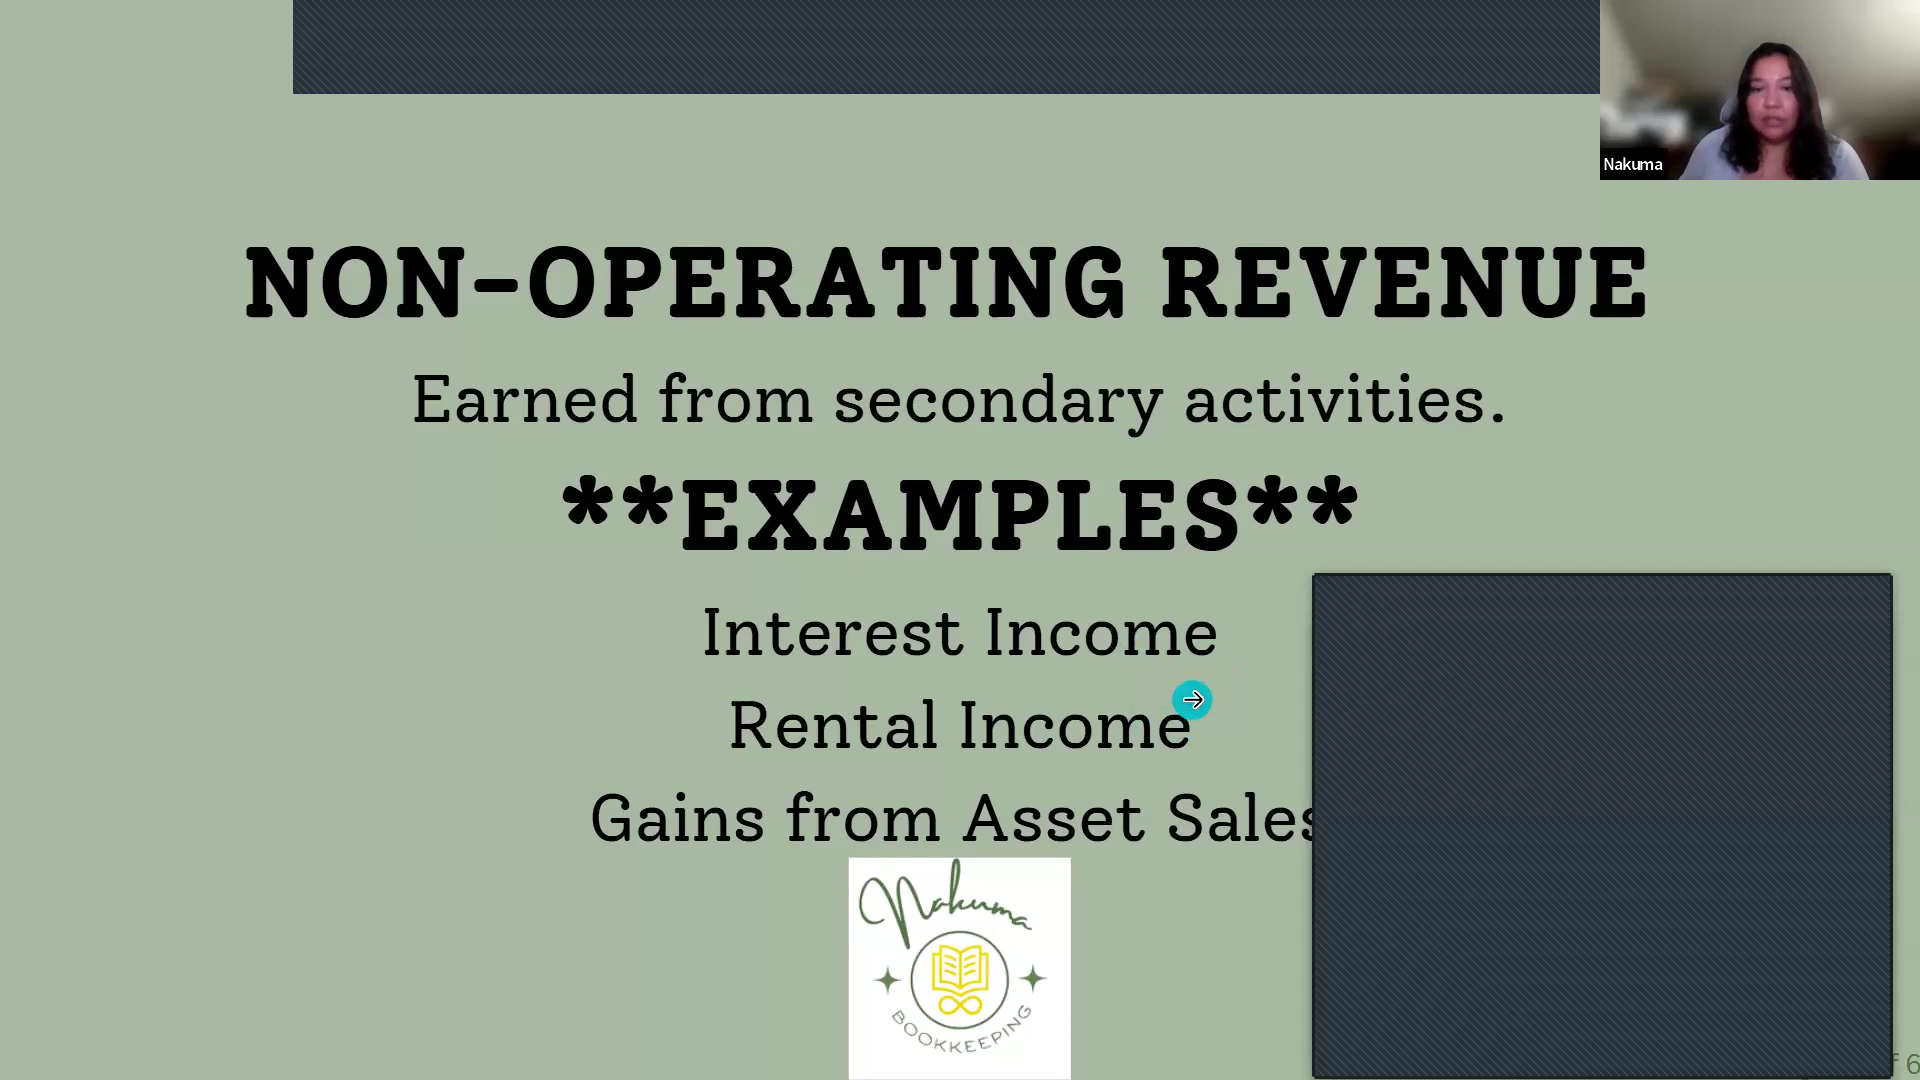 Nakuma
NON-OPERATING REVENUE
Earned from secondary activities.
**EXAMPLES**
Interest Income
Rental Income
Gains from Asset Sales
Nakuma
BOOKKEEPING
6